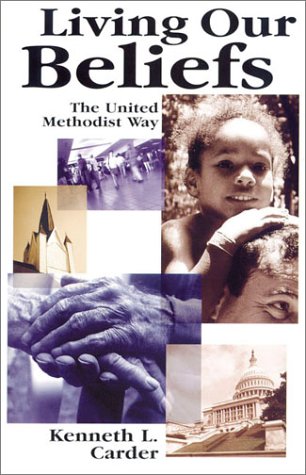 Living Our
Beliefs
The United
Methodist Way
Kenneth L.
Carder